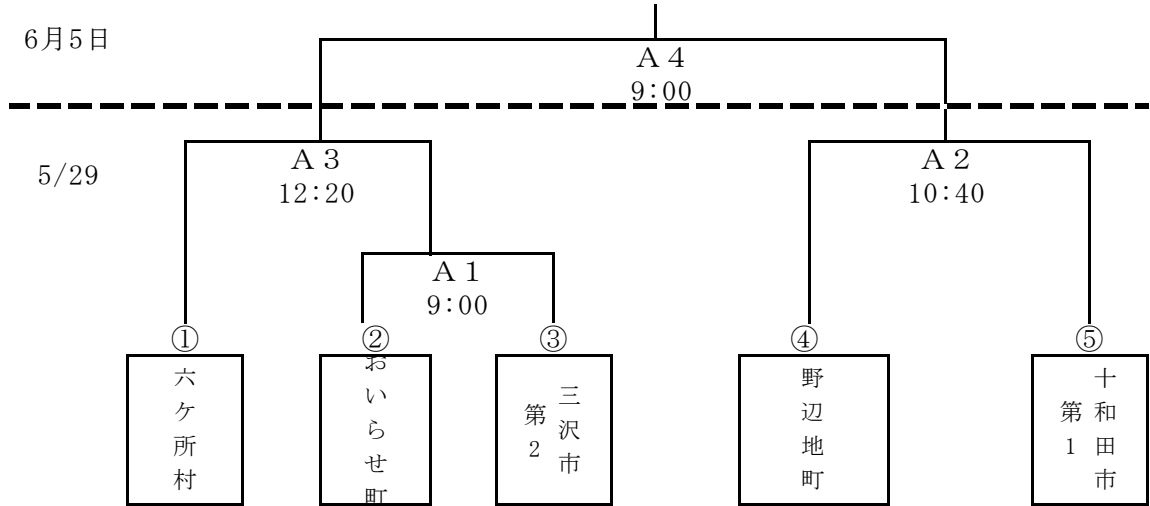 6月5日
A4
9:00
5/29
A3
12:20
A2
10:40
A1
9:00
①
②
③
④
⑤
六ケ所村
おいらせ町
三沢市
第2
野辺地町
十和田市
第1